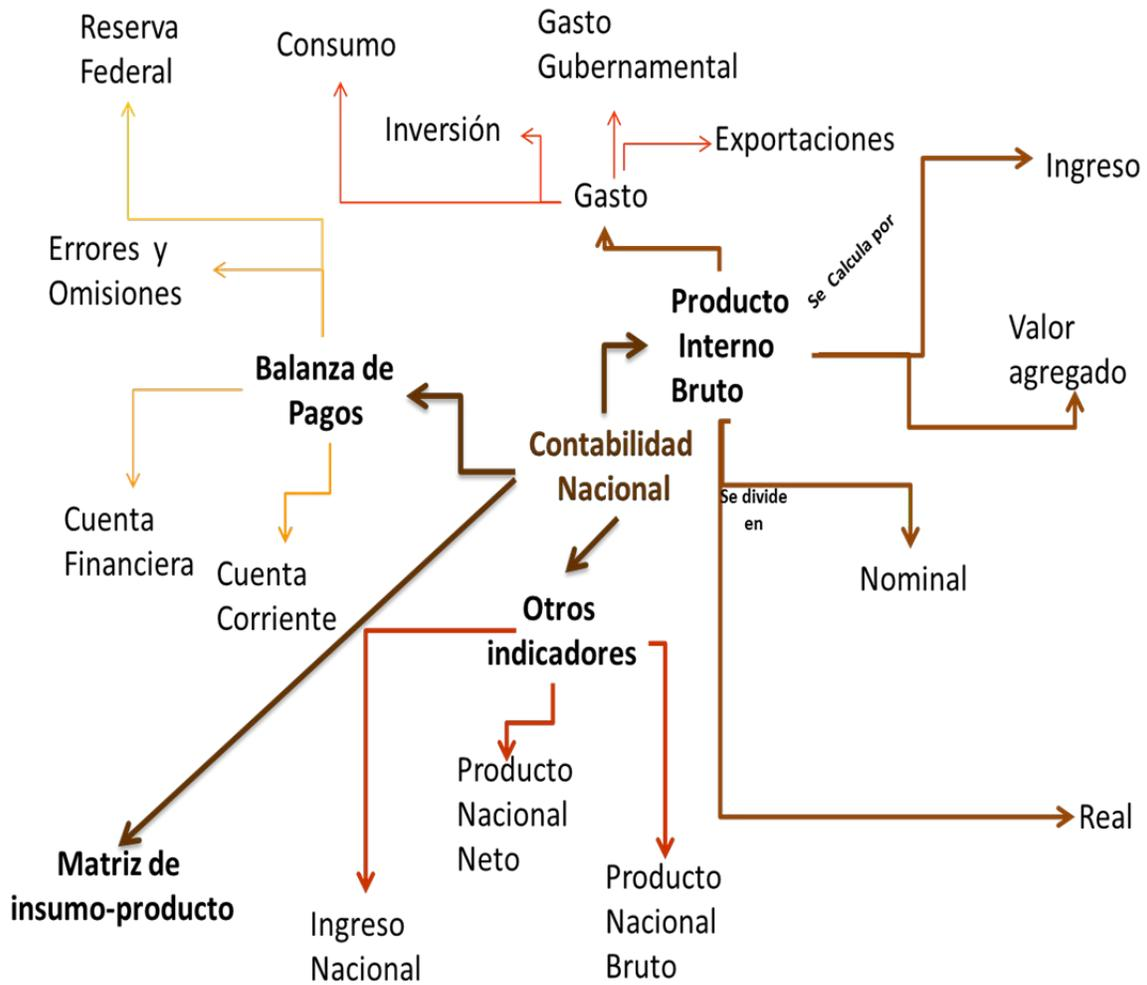 Reserva
Federal
Consumo
Gasto
Gubernamental
Inversión
Exportaciones
Ingreso
Gasto
Errores y
Omisiones
Se Calcula por
Producto
Interno
Bruto
Valor
agregado
Balanza de
Pagos
Contabilidad
Nacional
Se divide
en
Cuenta
Financiera
Cuenta
Corriente
Nominal
Otros
indicadores
Producto
Nacional
Neto
Real
Matriz de
insumo-producto
Producto
Nacional
Bruto
Ingreso
Nacional